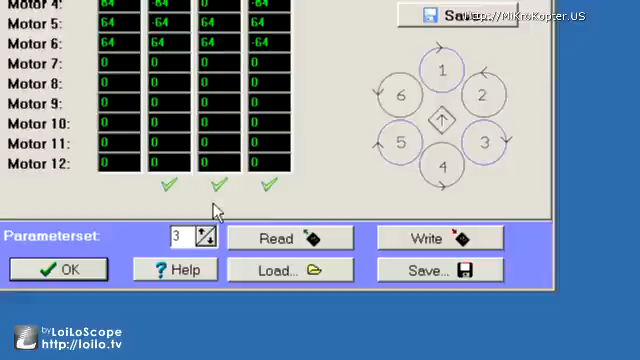 Motor 4: 64 -64 0 64
Motor 5: 64 -64 64 64
Motor 6: 64 64 64 -64
Motor 7: 0 0 0 0
Motor 8: 0 0 0 0
Motor 9: 0 0 0 0
Motor 10: 0 0 0 0
Motor 11: 0 0 0 0
Motor 12: 0 0 0 0
http://MiKroKopter.US
1
6 2
5 3
4
Parameterset: 3 Read Write
OK Help Load... Save...
by LoiLoScope
http://loilo.tv